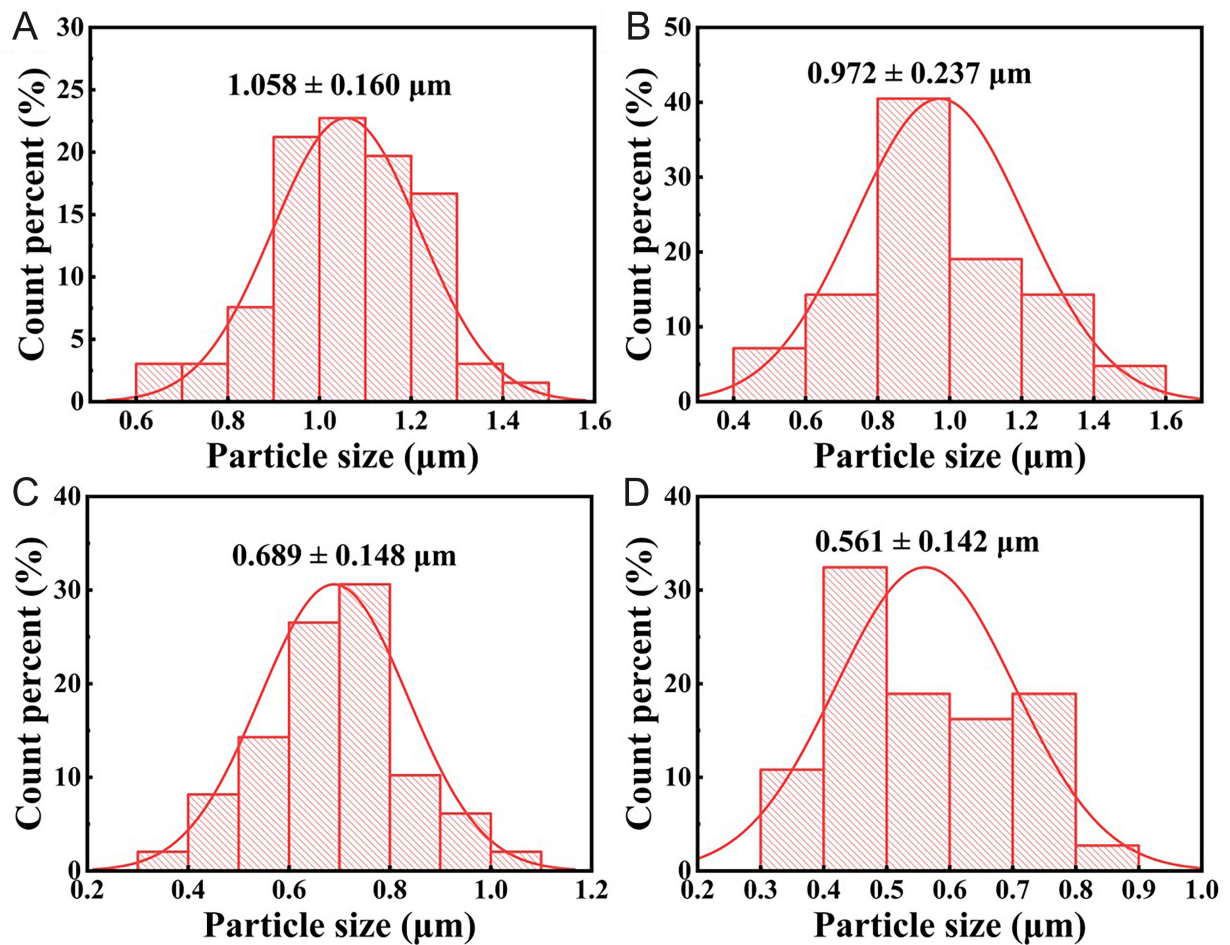 A
Count percent (%)
30
25
20
15
10
5
0
1.058 ± 0.160 µm
0.6 0.8 1.0 1.2 1.4 1.6
Particle size (µm)
B
Count percent (%)
50
40
30
20
10
0
0.972 ± 0.237 µm
0.4 0.6 0.8 1.0 1.2 1.4 1.6
Particle size (µm)
C
Count percent (%)
40
30
20
10
0
0.689 ± 0.148 µm
0.2 0.4 0.6 0.8 1.0 1.2
Particle size (µm)
D
Count percent (%)
40
30
20
10
0
0.561 ± 0.142 µm
0.2 0.3 0.4 0.5 0.6 0.7 0.8 0.9 1.0
Particle size (µm)